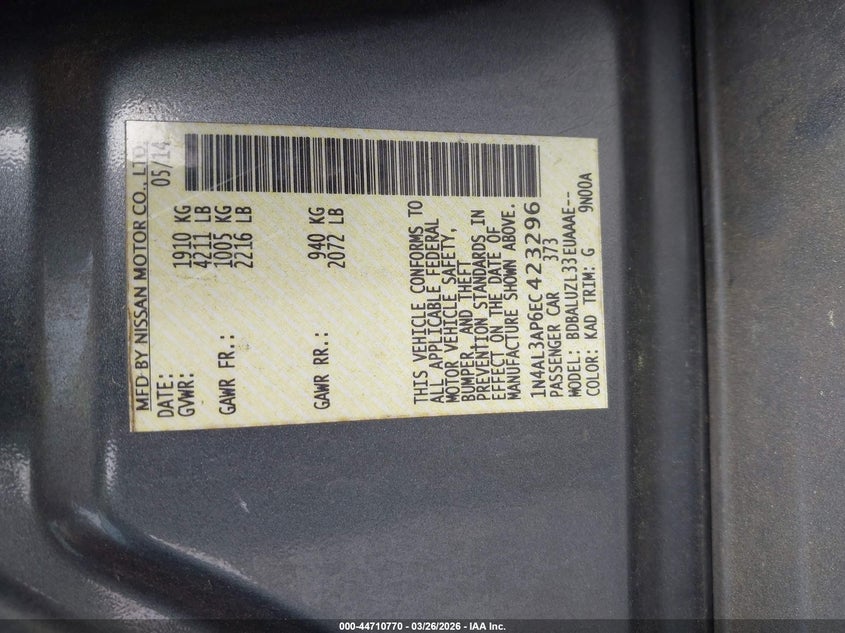 MFD BY NISSAN MOTOR CO., LTD.
DATE: 05/14
GVWR: 1910 KG
4211 LB
GAWR FR.: 1005 KG
2216 LB
GAWR RR.: 940 KG
2072 LB
THIS VEHICLE CONFORMS TO
ALL APPLICABLE FEDERAL
MOTOR VEHICLE SAFETY,
BUMPER, AND THEFT
PREVENTION STANDARDS IN
EFFECT ON THE DATE OF
MANUFACTURE SHOWN ABOVE.
1N4AL3AP6EC423296
PASSENGER CAR 373
MODEL: BDBALUZL33EUAAAE--
COLOR: KAD TRIM: G 9N00A
000-44710770 - 03/26/2026 - IAA Inc.